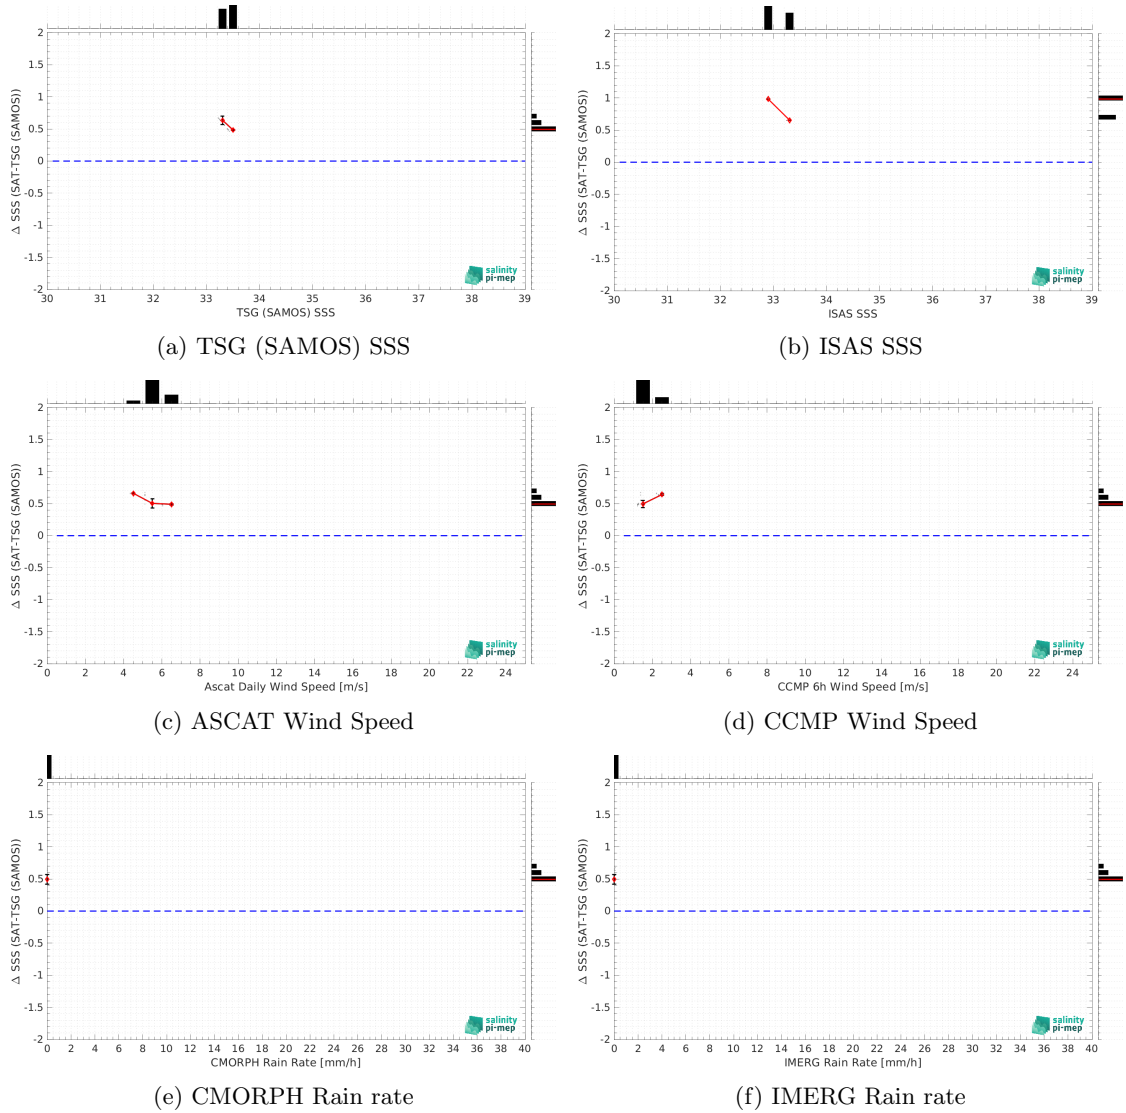 2
1.5
1
0.5
0
-0.5
-1
-1.5
-2
Δ SSS (SAT-TSG (SAMOS))
30 31 32 33 34 35 36 37 38 39
TSG (SAMOS) SSS
salinity
pi-mep
(a) TSG (SAMOS) SSS
2
1.5
1
0.5
0
-0.5
-1
-1.5
-2
Δ SSS (SAT-TSG (SAMOS))
30 31 32 33 34 35 36 37 38 39
ISAS SSS
salinity
pi-mep
(b) ISAS SSS
2
1.5
1
0.5
0
-0.5
-1
-1.5
-2
Δ SSS (SAT-TSG (SAMOS))
0 2 4 6 8 10 12 14 16 18 20 22 24
Ascat Daily Wind Speed [m/s]
salinity
pi-mep
(c) ASCAT Wind Speed
2
1.5
1
0.5
0
-0.5
-1
-1.5
-2
Δ SSS (SAT-TSG (SAMOS))
0 2 4 6 8 10 12 14 16 18 20 22 24
CCMP 6h Wind Speed [m/s]
salinity
pi-mep
(d) CCMP Wind Speed
2
1.5
1
0.5
0
-0.5
-1
-1.5
-2
Δ SSS (SAT-TSG (SAMOS))
0 2 4 6 8 10 12 14 16 18 20 22 24 26 28 30 32 34 36 38 40
CMORPH Rain Rate [mm/h]
salinity
pi-mep
(e) CMORPH Rain rate
2
1.5
1
0.5
0
-0.5
-1
-1.5
-2
Δ SSS (SAT-TSG (SAMOS))
0 2 4 6 8 10 12 14 16 18 20 22 24 26 28 30 32 34 36 38 40
IMERG Rain Rate [mm/h]
salinity
pi-mep
(f) IMERG Rain rate